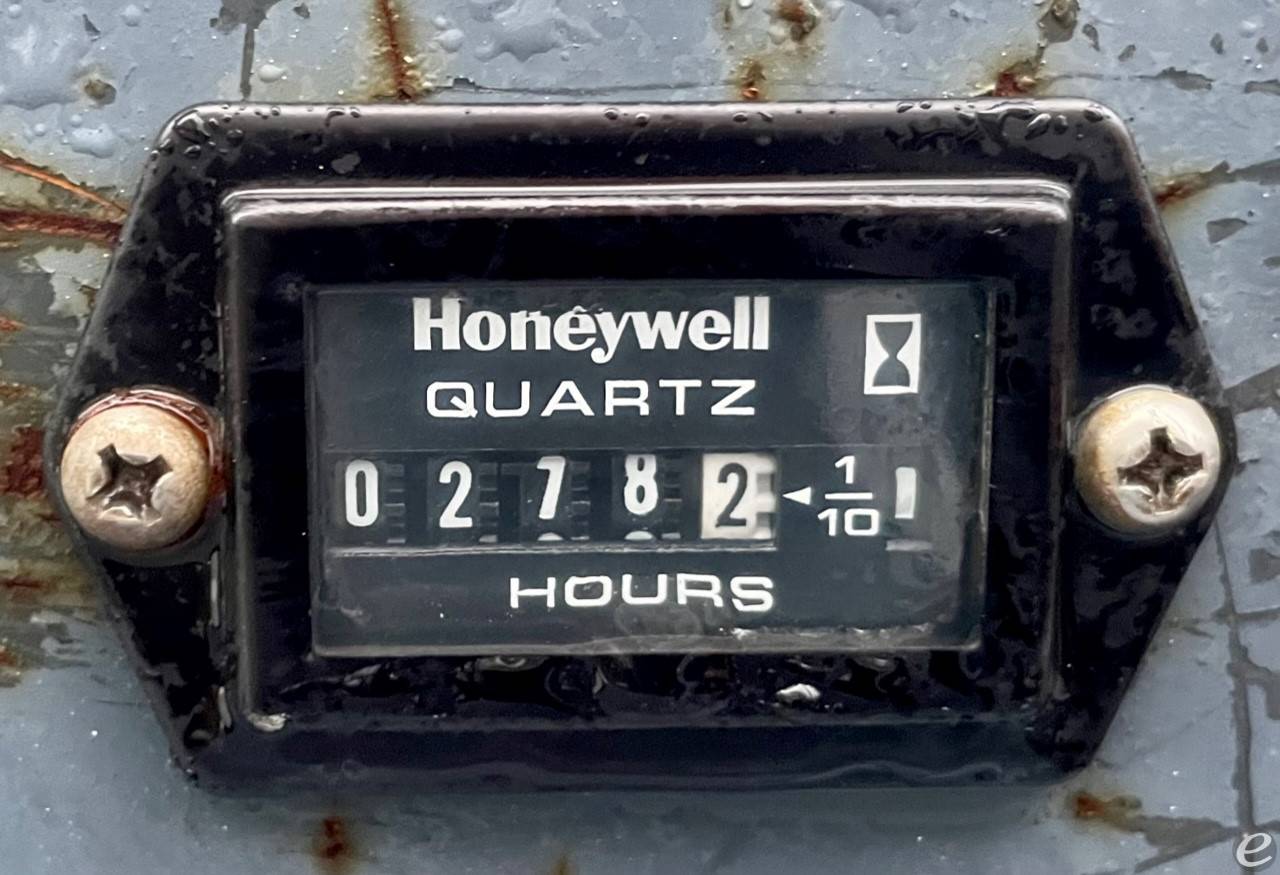 Honeywell
QUARTZ
0 2 7 8 2 ◄ 1/10
HOURS
e